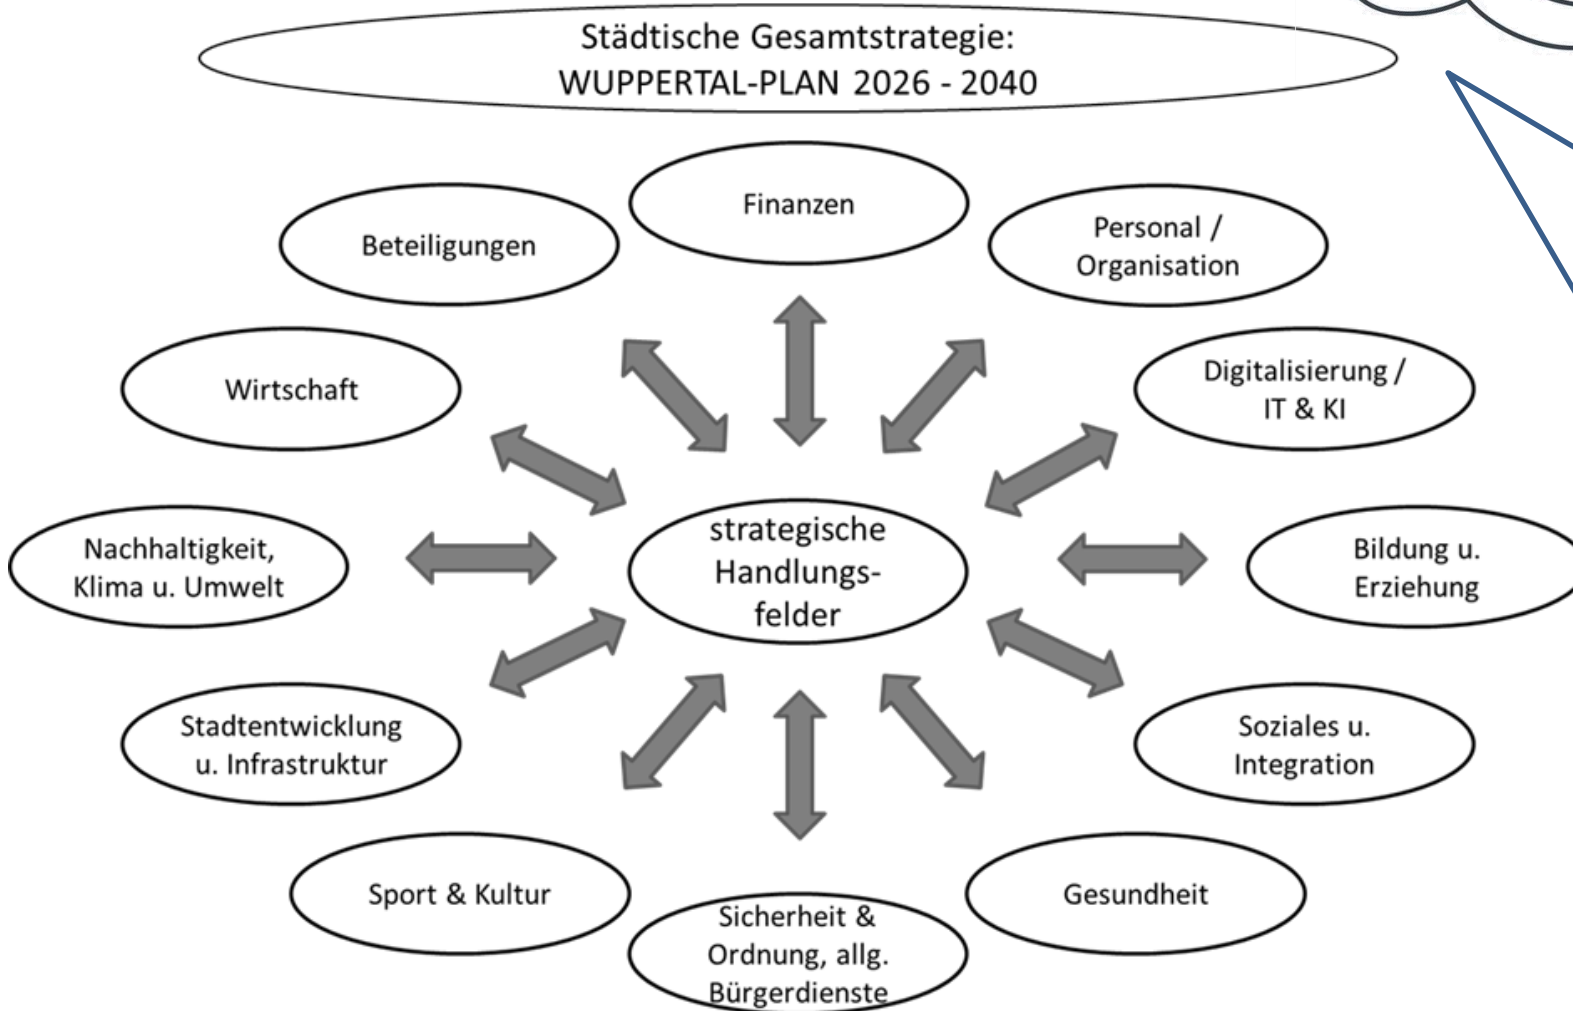 Städtische Gesamtstrategie:
WUPPERTAL-PLAN 2026 - 2040
Finanzen
Beteiligungen
Personal /
Organisation
Wirtschaft
Digitalisierung /
IT & KI
strategische
Handlungs-
felder
Nachhaltigkeit,
Klima u. Umwelt
Bildung u.
Erziehung
Stadtentwicklung
u. Infrastruktur
Soziales u.
Integration
Sport & Kultur
Sicherheit &
Ordnung, allg.
Bürgerdienste
Gesundheit